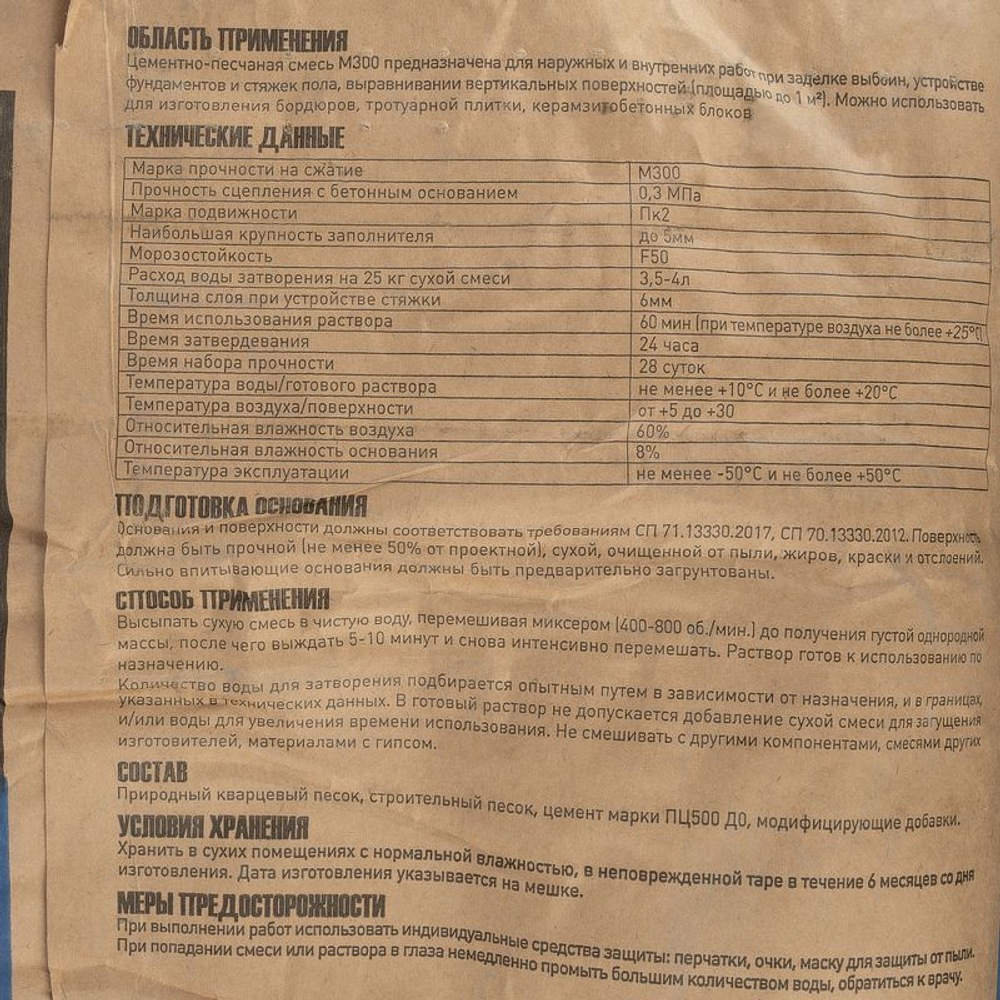 ОБЛАСТЬ ПРИМЕНЕНИЯ
Цементно-песчаная смесь М300 предназначена для наружных и внутренних работ при заделке выбоин, устройстве
фундаментов и стяжек пола, выравнивании вертикальных поверхностей (площадью до 1 м²). Можно использовать
для изготовления бордюров, тротуарной плитки, керамзитобетонных блоков
ТЕХНИЧЕСКИЕ ДАННЫЕ
Марка прочности на сжатие М300
Прочность сцепления с бетонным основанием 0,3 МПа
Марка подвижности Пк2
Наибольшая крупность заполнителя до 5мм
Морозостойкость F50
Расход воды затворения на 25 кг сухой смеси 3,5-4л
Толщина слоя при устройстве стяжки 6мм
Время использования раствора 60 мин (при температуре воздуха не более +25°С)
Время затвердевания 24 часа
Время набора прочности 28 суток
Температура воды/готового раствора не менее +10°С и не более +20°С
Температура воздуха/поверхности от +5 до +30
Относительная влажность воздуха 60%
Относительная влажность основания 8%
Температура эксплуатации не менее -50°С и не более +50°С
ПОДГОТОВКА ОСНОВАНИЯ
Основания и поверхности должны соответствовать требованиям СП 71.13330.2017, СП 70.13330.2012. Поверхность
должна быть прочной (не менее 50% от проектной), сухой, очищенной от пыли, жиров, краски и отслоений.
Сильно впитывающие основания должны быть предварительно загрунтованы.
СПОСОБ ПРИМЕНЕНИЯ
Высыпать сухую смесь в чистую воду, перемешивая миксером (400-800 об./мин.) до получения густой однородной
массы, после чего выждать 5-10 минут и снова интенсивно перемешать. Раствор готов к использованию по
назначению.
Количество воды для затворения подбирается опытным путем в зависимости от назначения, и в границах,
указанных в технических данных. В готовый раствор не допускается добавление сухой смеси для загущения
и/или воды для увеличения времени использования. Не смешивать с другими компонентами, смесями других
изготовителей, материалами с гипсом.
СОСТАВ
Природный кварцевый песок, строительный песок, цемент марки ПЦ500 Д0, модифицирующие добавки.
УСЛОВИЯ ХРАНЕНИЯ
Хранить в сухих помещениях с нормальной влажностью, в неповрежденной таре в течение 6 месяцев со дня
изготовления. Дата изготовления указывается на мешке.
МЕРЫ ПРЕДОСТОРОЖНОСТИ
При выполнении работ использовать индивидуальные средства защиты: перчатки, очки, маску для защиты от пыли.
При попадании смеси или раствора в глаза немедленно промыть большим количеством воды, обратиться к врачу.